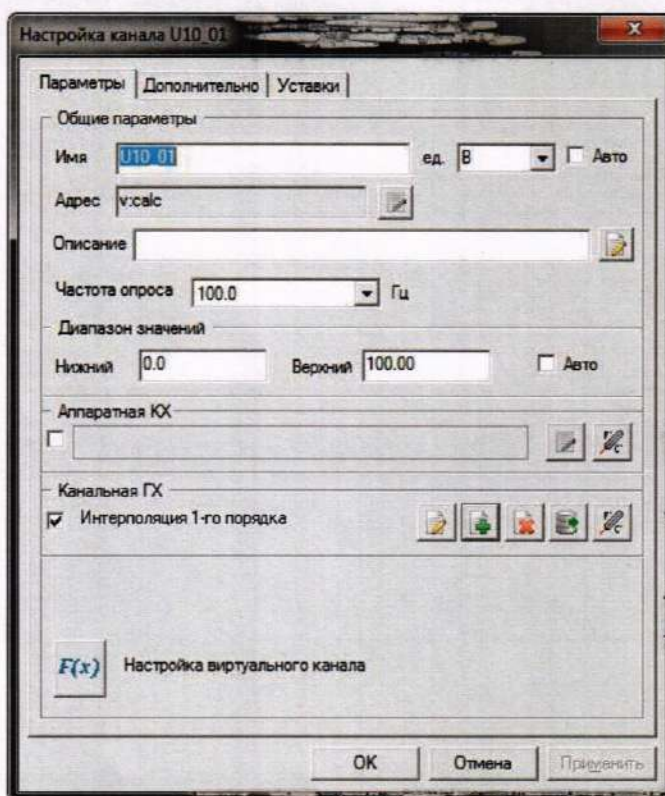 Настройка канала U10_01
Параметры Дополнительно Уставки
Общие параметры
Имя U10_01 ед. В Авто
Адрес v:calc
Описание
Частота опроса 100.0 Гц
Диапазон значений
Нижний 0.0 Верхний 100.00 Авто
Аппаратная КХ
Канальная ГХ
Интерполяция 1-го порядка
F(x) Настройка виртуального канала
OK Отмена Применить